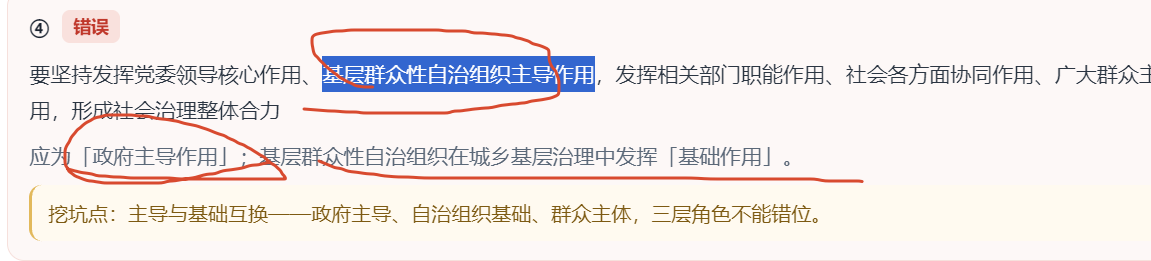 ④ 错误
要坚持发挥党委领导核心作用、基层群众性自治组织主导作用，发挥相关部门职能作用、社会各方面协同作用、广大群众主
用，形成社会治理整体合力
应为「政府主导作用」；基层群众性自治组织在城乡基层治理中发挥「基础作用」。
挖坑点：主导与基础互换——政府主导、自治组织基础、群众主体，三层角色不能错位。